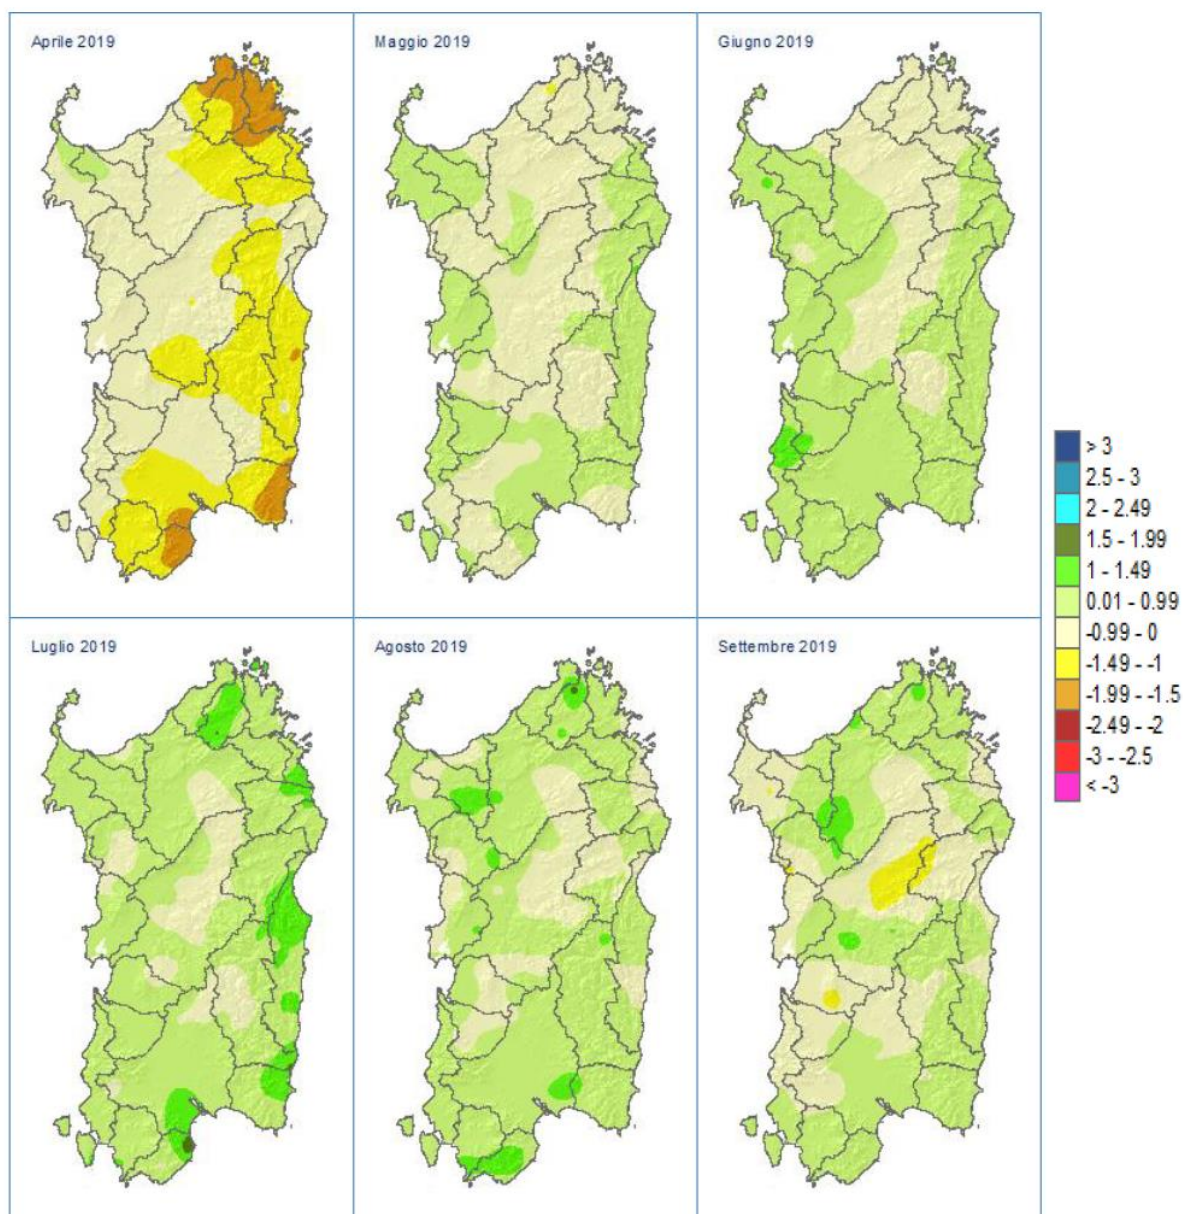 Aprile 2019
Maggio 2019
Giugno 2019
> 3
2.5 - 3
2 - 2.49
1.5 - 1.99
1 - 1.49
0.01 - 0.99
-0.99 - 0
-1.49 - -1
-1.99 - -1.5
-2.49 - -2
-3 - -2.5
< -3
Luglio 2019
Agosto 2019
Settembre 2019